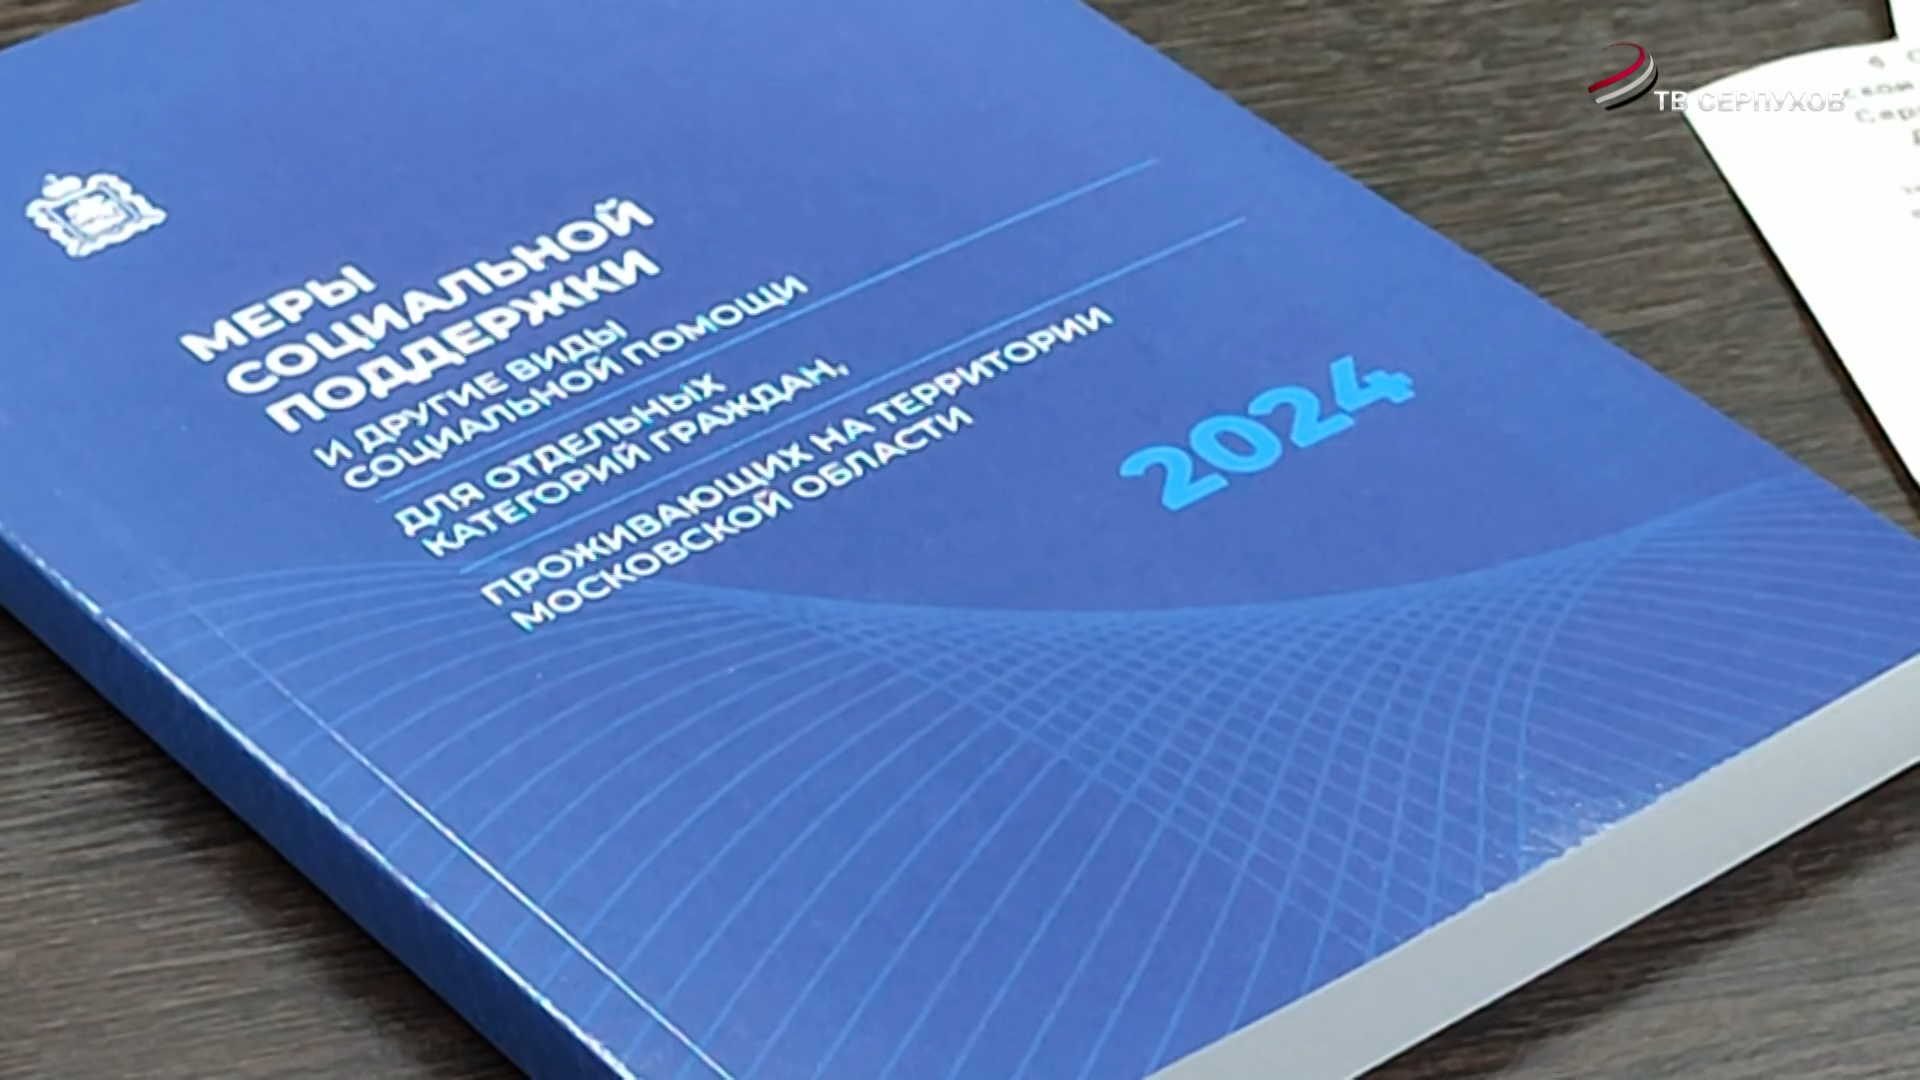 МЕРЫ
СОЦИАЛЬНОЙ
ПОДДЕРЖКИ
И ДРУГИЕ ВИДЫ
СОЦИАЛЬНОЙ ПОМОЩИ
ДЛЯ ОТДЕЛЬНЫХ
КАТЕГОРИЙ ГРАЖДАН,
ПРОЖИВАЮЩИХ НА ТЕРРИТОРИИ
МОСКОВСКОЙ ОБЛАСТИ
2024
ТВ СЕРПУХОВ